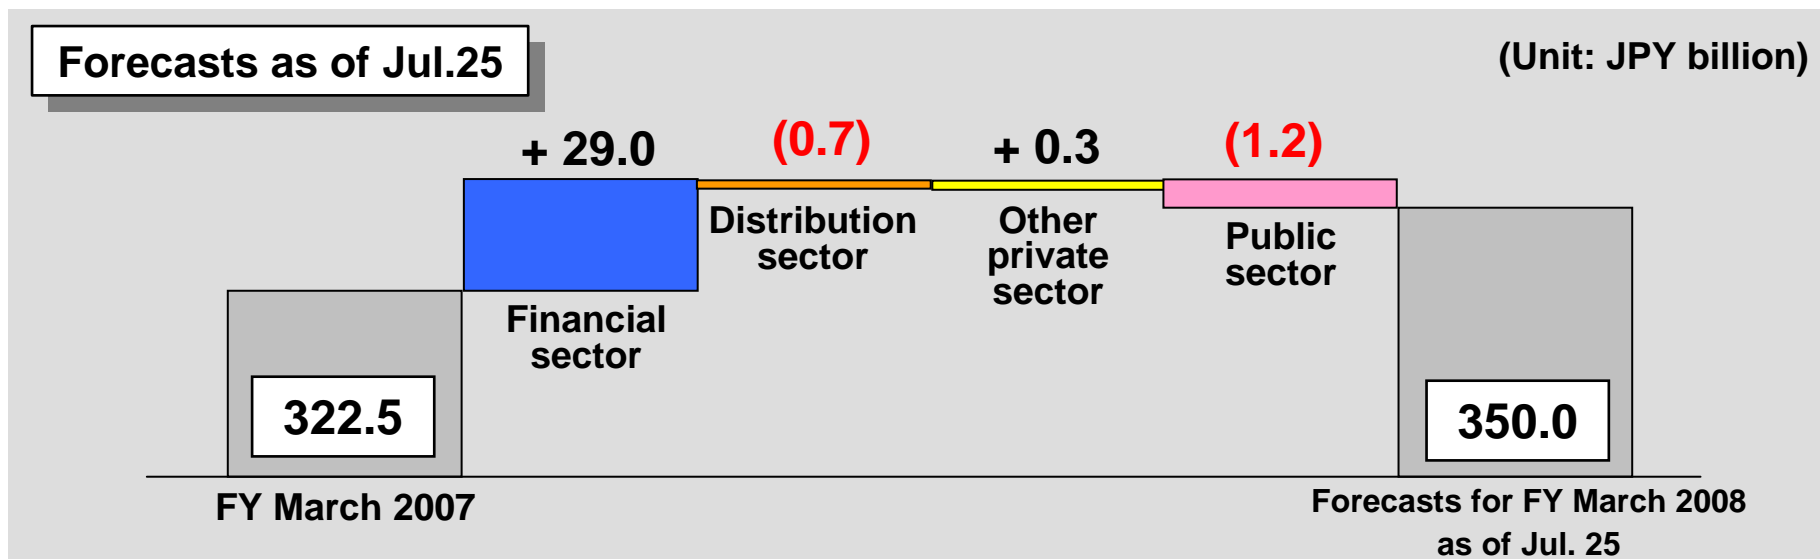 Forecasts as of Jul.25
(Unit: JPY billion)
+ 29.0
(0.7)
+ 0.3
(1.2)
Distribution
sector
Other
private
sector
Public
sector
Financial
sector
322.5
350.0
FY March 2007
Forecasts for FY March 2008
as of Jul. 25